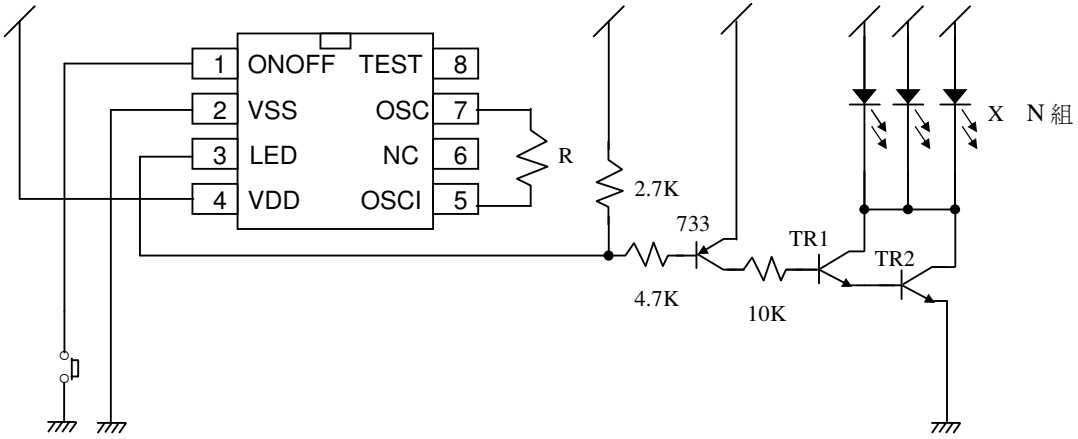 1 ONOFF TEST 8
2 VSS OSC 7
3 LED NC 6
4 VDD OSCI 5
R
2.7K
4.7K
733
10K
TR1
TR2
X N 組